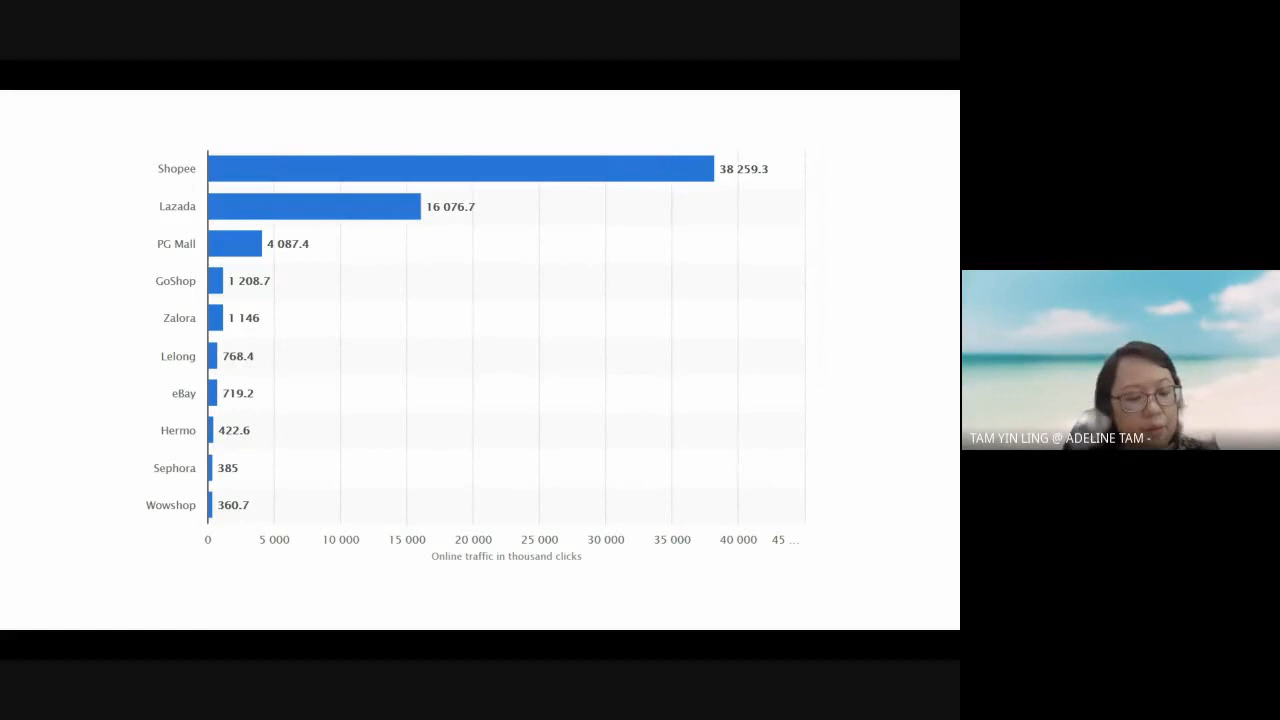 Shopee 38 259.3
Lazada 16 076.7
PG Mall 4 087.4
GoShop 1 208.7
Zalora 1 146
Lelong 768.4
eBay 719.2
Hermo 422.6
Sephora 385
Wowshop 360.7
0 5 000 10 000 15 000 20 000 25 000 30 000 35 000 40 000 45 ...
Online traffic in thousand clicks
TAM YIN LING @ ADELINE TAM -